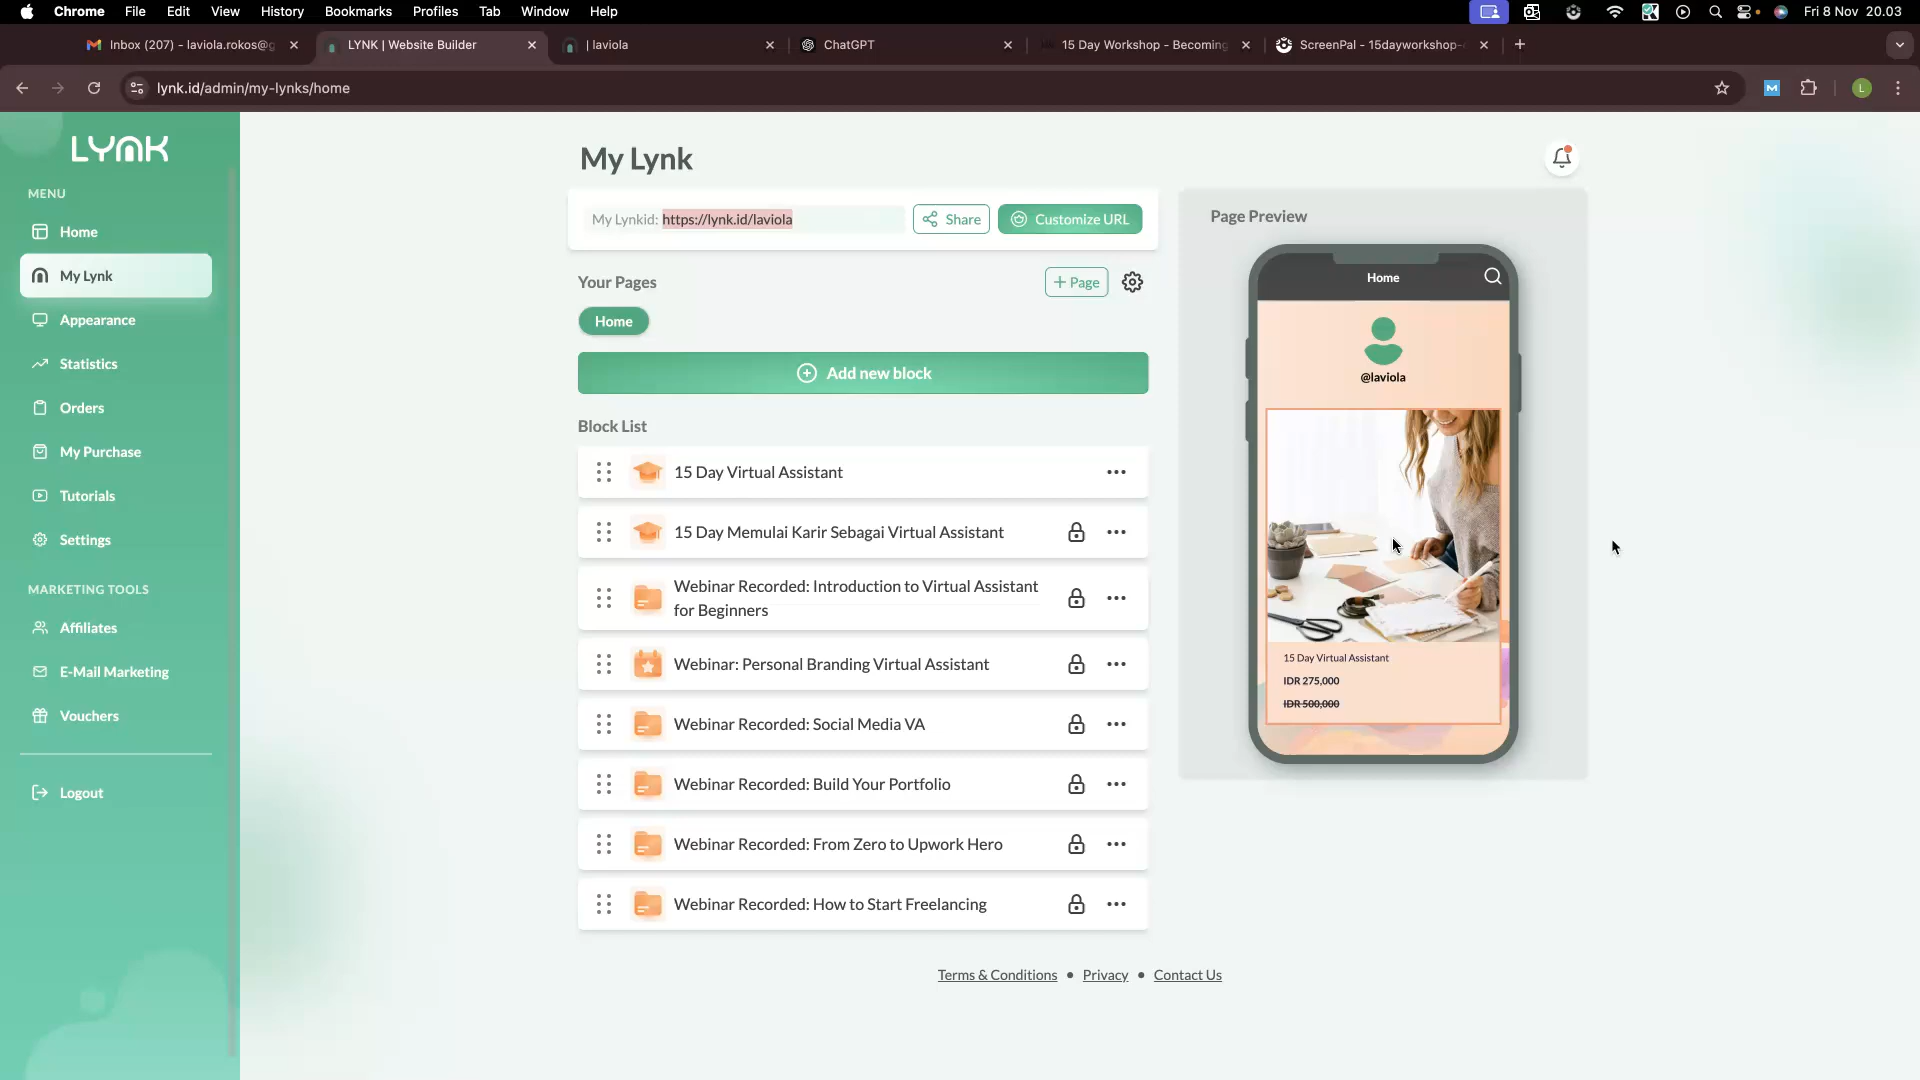 Chrome File Edit View History Bookmarks Profiles Tab Window Help Fri 8 Nov 20.03
Inbox (207) - laviola.rokos@g
LYNK | Website Builder
| laviola
ChatGPT
15 Day Workshop - Becoming
ScreenPal - 15dayworkshop-
lynk.id/admin/my-lynks/home
L
LYNK
MENU
Home
My Lynk
Appearance
Statistics
Orders
My Purchase
Tutorials
Settings
MARKETING TOOLS
Affiliates
E-Mail Marketing
Vouchers
Logout
My Lynk
My Lynkid: https://lynk.id/laviola
Share
Customize URL
Your Pages
+ Page
Home
Add new block
Block List
15 Day Virtual Assistant
15 Day Memulai Karir Sebagai Virtual Assistant
Webinar Recorded: Introduction to Virtual Assistant
for Beginners
Webinar: Personal Branding Virtual Assistant
Webinar Recorded: Social Media VA
Webinar Recorded: Build Your Portfolio
Webinar Recorded: From Zero to Upwork Hero
Webinar Recorded: How to Start Freelancing
Page Preview
Home
@laviola
15 Day Virtual Assistant
IDR 275,000
IDR 500,000
Terms & Conditions • Privacy • Contact Us